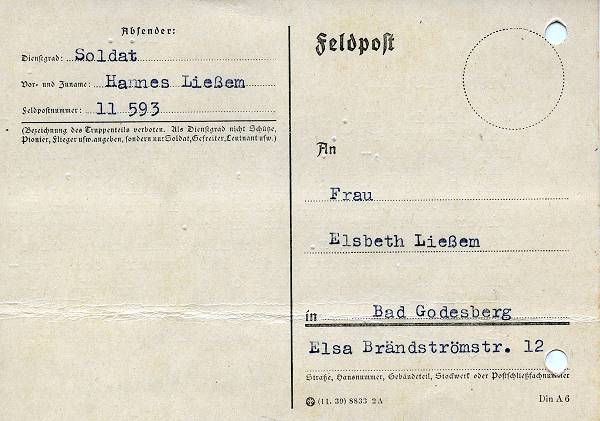 Absender:
Dienstgrad: Soldat
Vor- und Zuname: Hannes Ließem
Feldpostnummer: 11 593
(Bezeichnung des Truppenteils verboten. Als Dienstgrad nicht Schütze,
Pionier, Flieger usw. angeben, sondern nur Soldat, Gefreiter, Leutnant usw.)
Feldpost
An
Frau
Elsbeth Ließem
in Bad Godesberg
Elsa Brändströmstr. 12
Straße, Hausnummer, Gebäudeteil, Stockwerk oder Postschließfachnummer
(11. 39) 8833 2A
Din A 6